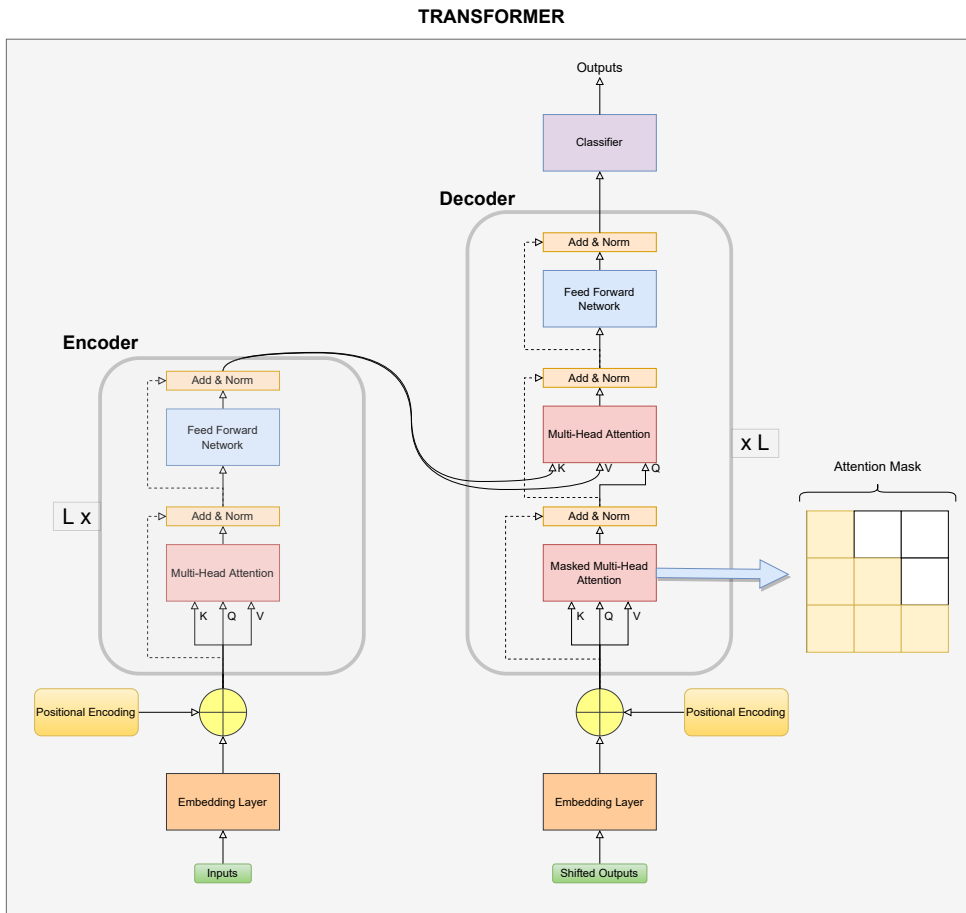 TRANSFORMER
Outputs
Classifier
Decoder
Add & Norm
Feed Forward
Network
Encoder
Add & Norm
Add & Norm
Feed Forward
Network
Multi-Head Attention
x L
K
V
Q
Attention Mask
L x
Add & Norm
Add & Norm
Multi-Head Attention
Masked Multi-Head
Attention
K
Q
V
K
Q
V
Positional Encoding
Positional Encoding
Embedding Layer
Embedding Layer
Inputs
Shifted Outputs